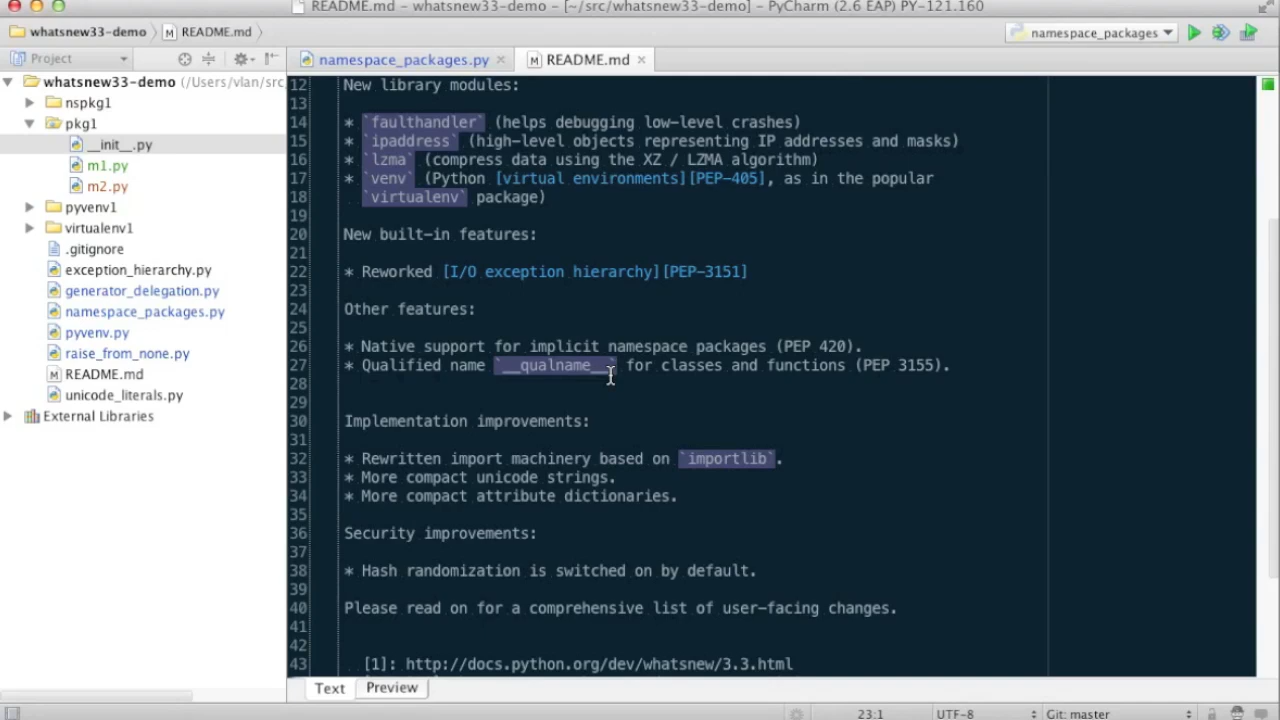 README.md - whatsnew33-demo - [~/src/whatsnew33-demo] - PyCharm (2.6 EAP) PY-121.160
whatsnew33-demo
README.md
namespace_packages
Project
namespace_packages.py
README.md
whatsnew33-demo (/Users/vlan/src
nspkg1
pkg1
__init__.py
m1.py
m2.py
pyvenv1
virtualenv1
.gitignore
exception_hierarchy.py
generator_delegation.py
namespace_packages.py
pyvenv.py
raise_from_none.py
README.md
unicode_literals.py
External Libraries
12 New library modules:
13
14 * `faulthandler` (helps debugging low-level crashes)
15 * `ipaddress` (high-level objects representing IP addresses and masks)
16 * `lzma` (compress data using the XZ / LZMA algorithm)
17 * `venv` (Python [virtual environments][PEP-405], as in the popular
18 `virtualenv` package)
19
20 New built-in features:
21
22 * Reworked [I/O exception hierarchy][PEP-3151]
23
24 Other features:
25
26 * Native support for implicit namespace packages (PEP 420).
27 * Qualified name `__qualname__` for classes and functions (PEP 3155).
28
29
30 Implementation improvements:
31
32 * Rewritten import machinery based on `importlib`.
33 * More compact unicode strings.
34 * More compact attribute dictionaries.
35
36 Security improvements:
37
38 * Hash randomization is switched on by default.
39
40 Please read on for a comprehensive list of user-facing changes.
41
42
43 [1]: http://docs.python.org/dev/whatsnew/3.3.html
Text Preview
23:1 UTF-8 Git: master